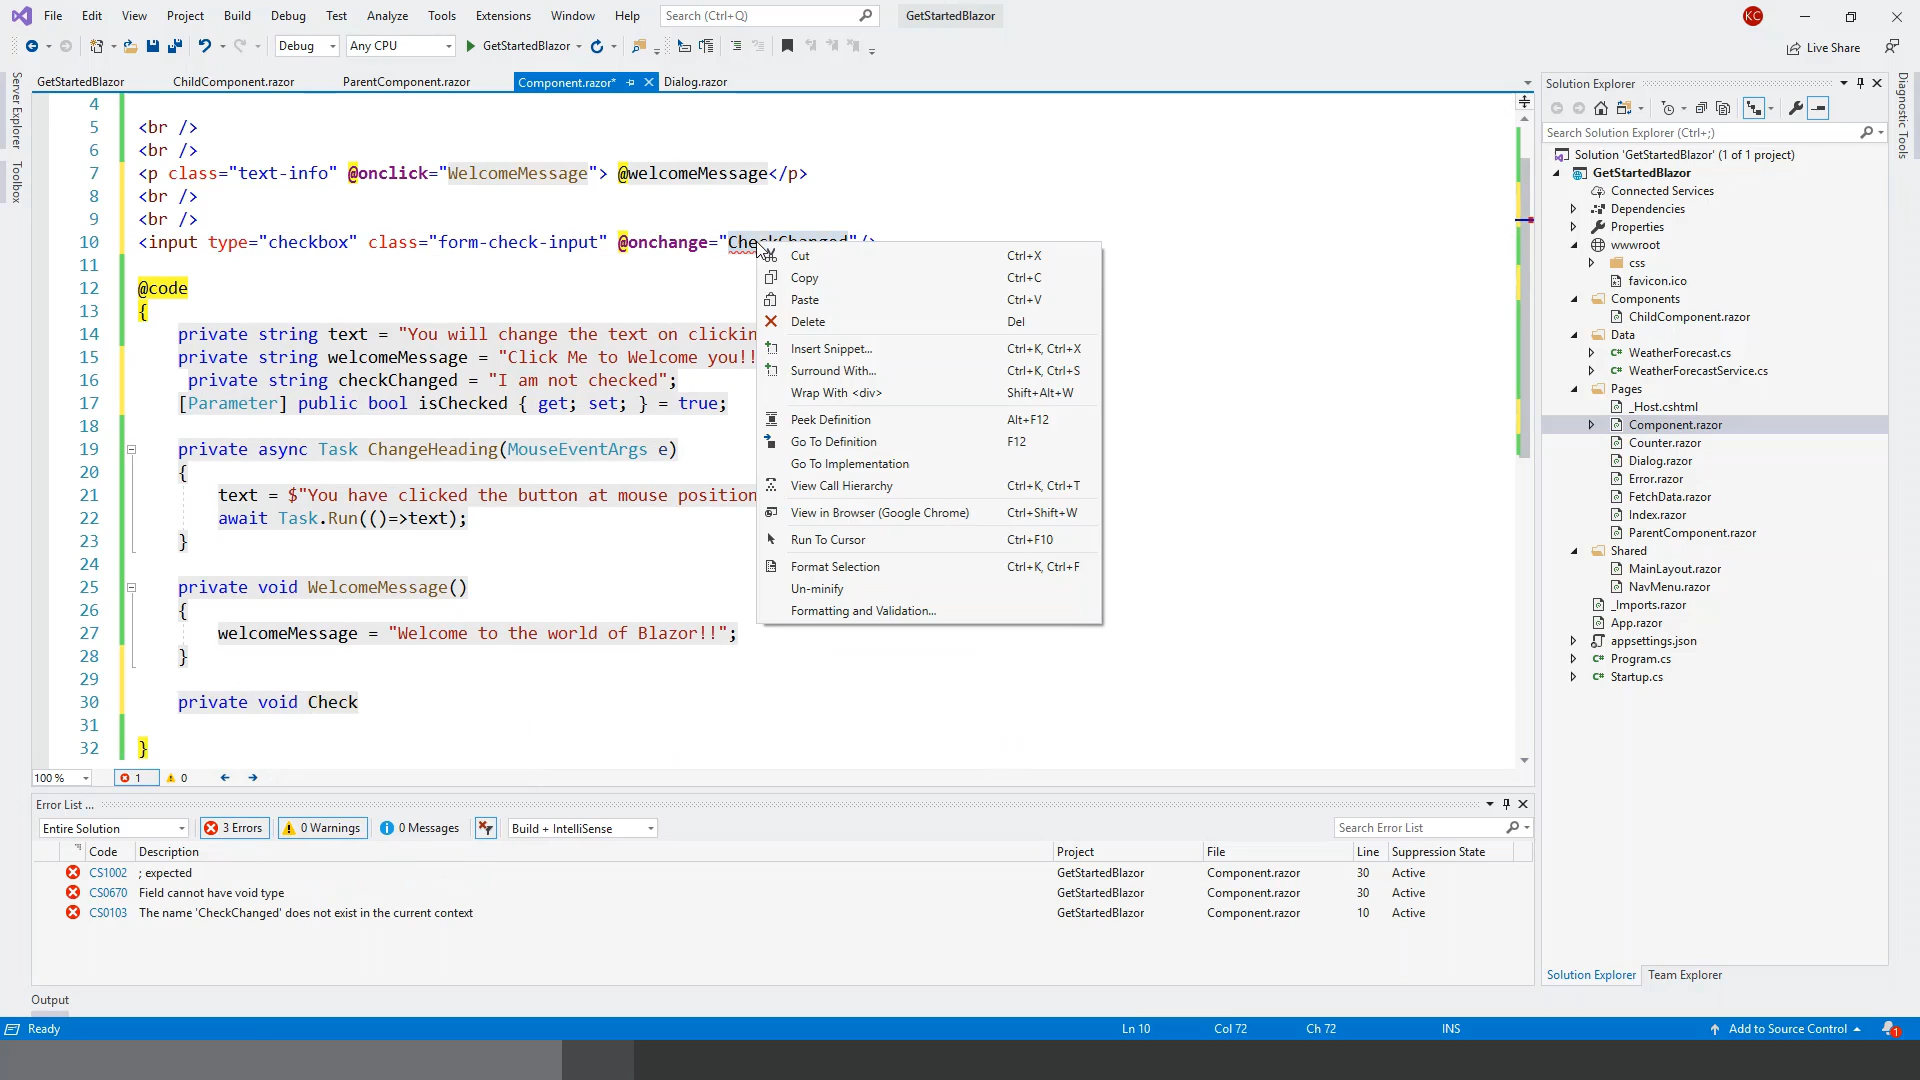 File Edit View Project Build Debug Test Analyze Tools Extensions Window Help Search (Ctrl+Q) GetStartedBlazor KC
Debug Any CPU GetStartedBlazor Live Share
GetStartedBlazor ChildComponent.razor ParentComponent.razor Component.razor* Dialog.razor
Server Explorer
Toolbox
4
5 <br />
6 <br />
7 <p class="text-info" @onclick="WelcomeMessage"> @welcomeMessage</p>
8 <br />
9 <br />
10 <input type="checkbox" class="form-check-input" @onchange="CheckChanged"/>
11
12 @code
13 {
14 private string text = "You will change the text on clickin
15 private string welcomeMessage = "Click Me to Welcome you!!
16 private string checkChanged = "I am not checked";
17 [Parameter] public bool isChecked { get; set; } = true;
18
19 private async Task ChangeHeading(MouseEventArgs e)
20 {
21 text = $"You have clicked the button at mouse position
22 await Task.Run(()=>text);
23 }
24
25 private void WelcomeMessage()
26 {
27 welcomeMessage = "Welcome to the world of Blazor!!";
28 }
29
30 private void Check
31
32 }
Cut Ctrl+X
Copy Ctrl+C
Paste Ctrl+V
Delete Del
Insert Snippet... Ctrl+K, Ctrl+X
Surround With... Ctrl+K, Ctrl+S
Wrap With <div> Shift+Alt+W
Peek Definition Alt+F12
Go To Definition F12
Go To Implementation
View Call Hierarchy Ctrl+K, Ctrl+T
View in Browser (Google Chrome) Ctrl+Shift+W
Run To Cursor Ctrl+F10
Format Selection Ctrl+K, Ctrl+F
Un-minify
Formatting and Validation...
100 % 1 0
Error List ...
Entire Solution 3 Errors 0 Warnings 0 Messages Build + IntelliSense Search Error List
Code Description Project File Line Suppression State
CS1002 ; expected GetStartedBlazor Component.razor 30 Active
CS0670 Field cannot have void type GetStartedBlazor Component.razor 30 Active
CS0103 The name 'CheckChanged' does not exist in the current context GetStartedBlazor Component.razor 10 Active
Output
Solution Explorer
Search Solution Explorer (Ctrl+;)
Solution 'GetStartedBlazor' (1 of 1 project)
GetStartedBlazor
Connected Services
Dependencies
Properties
wwwroot
css
favicon.ico
Components
ChildComponent.razor
Data
C# WeatherForecast.cs
C# WeatherForecastService.cs
Pages
_Host.cshtml
Component.razor
Counter.razor
Dialog.razor
Error.razor
FetchData.razor
Index.razor
ParentComponent.razor
Shared
MainLayout.razor
NavMenu.razor
_Imports.razor
App.razor
appsettings.json
C# Program.cs
C# Startup.cs
Solution Explorer Team Explorer
Diagnostic Tools
Ready Ln 10 Col 72 Ch 72 INS Add to Source Control 1